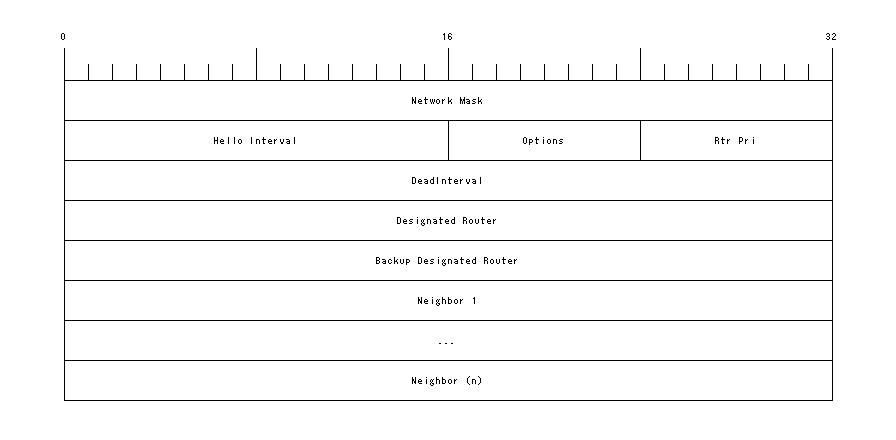 0 16 32
Network Mask
Hello Interval Options Rtr Pri
DeadInterval
Designated Router
Backup Designated Router
Neighbor 1
...
Neighbor (n)